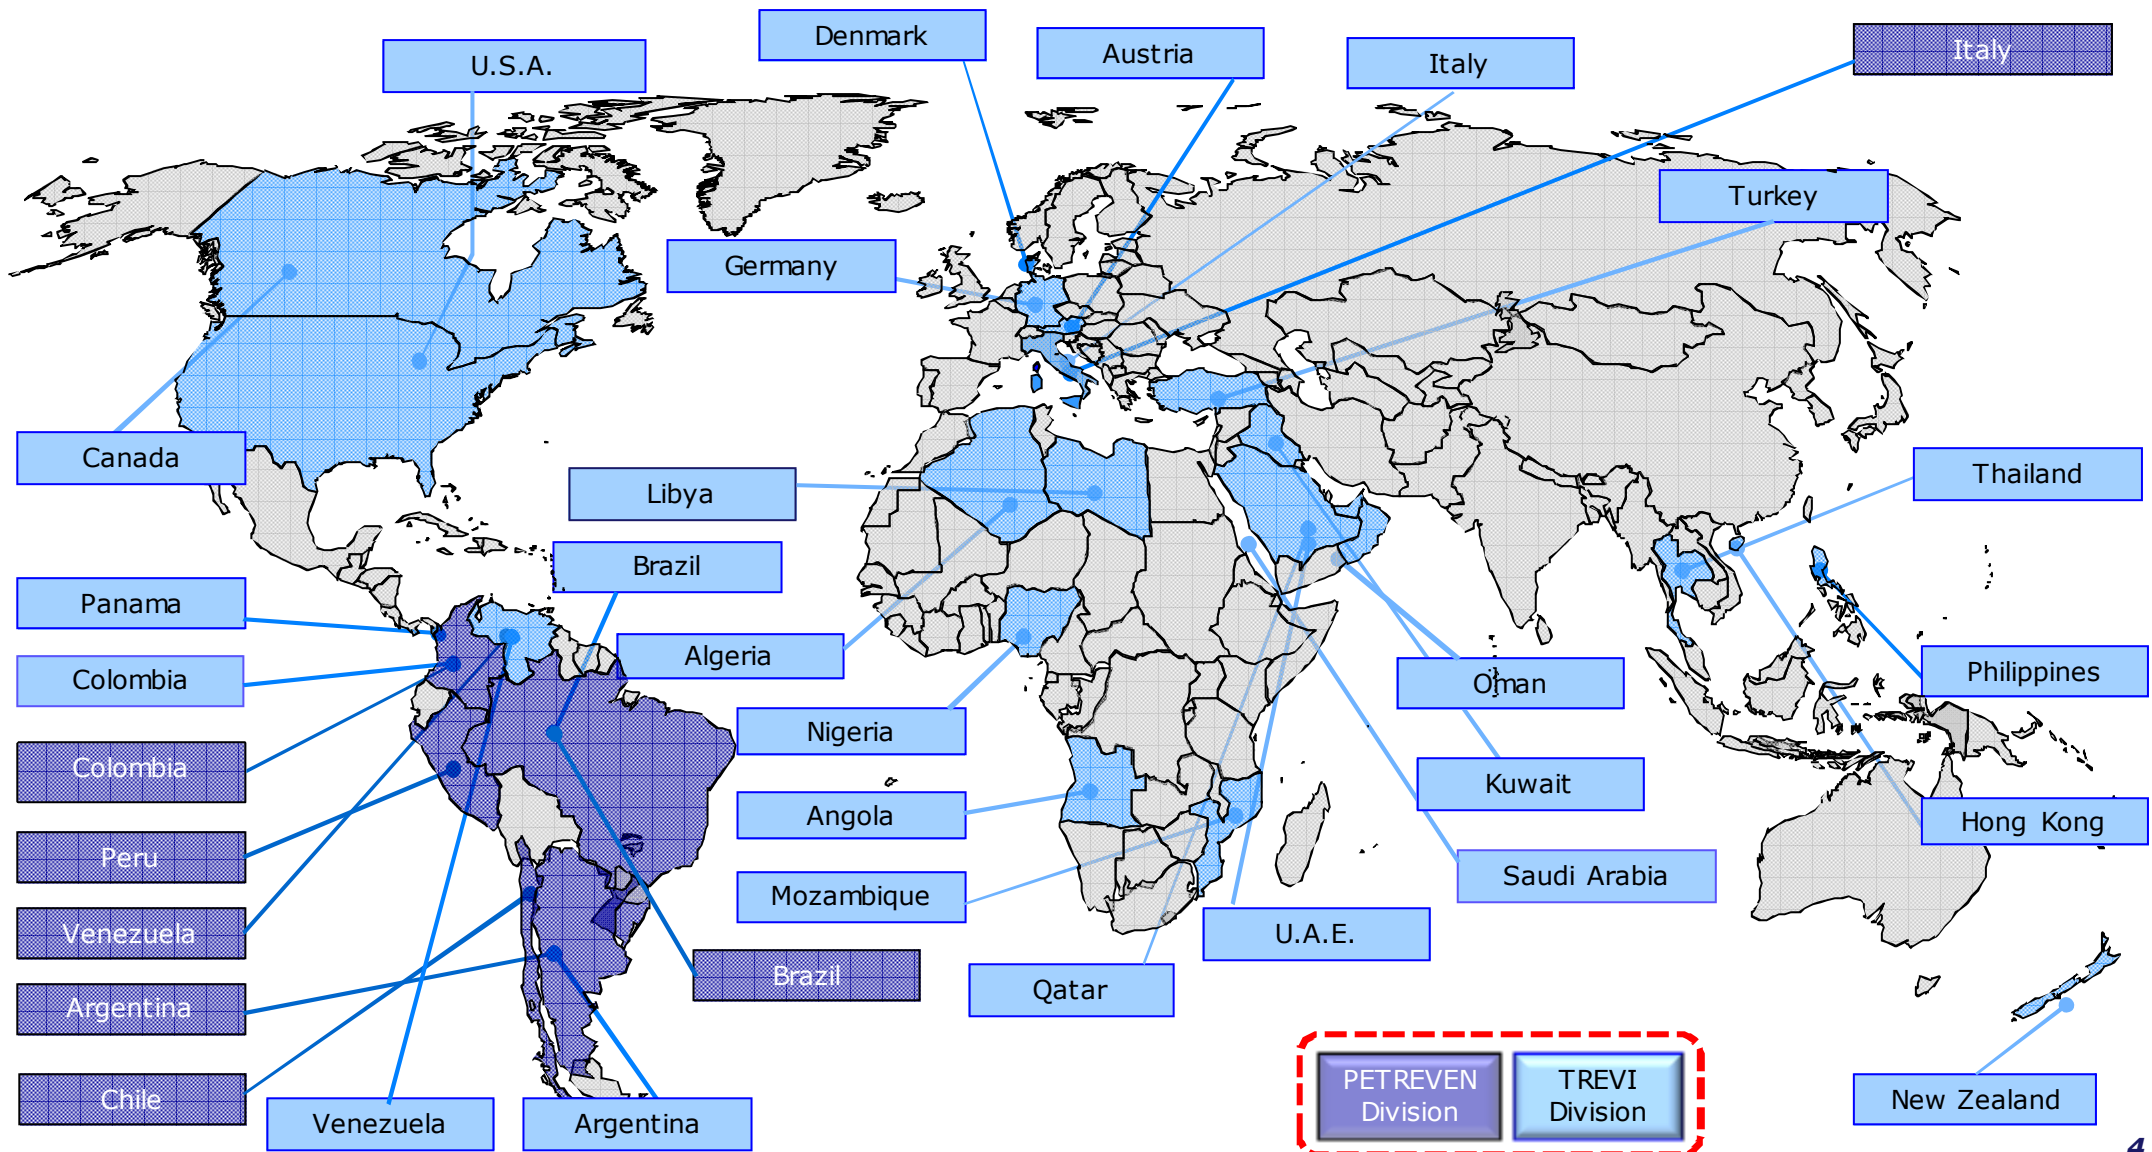 Denmark
Austria
Italy
Italy
U.S.A.
Turkey
Germany
Canada
Thailand
Libya
Brazil
Panama
Algeria
Philippines
Colombia
Oman
Nigeria
Colombia
Kuwait
Angola
Hong Kong
Peru
Saudi Arabia
Mozambique
Venezuela
U.A.E.
Brazil
Qatar
Argentina
PETREVEN
Division
TREVI
Division
Chile
New Zealand
Venezuela
Argentina
4